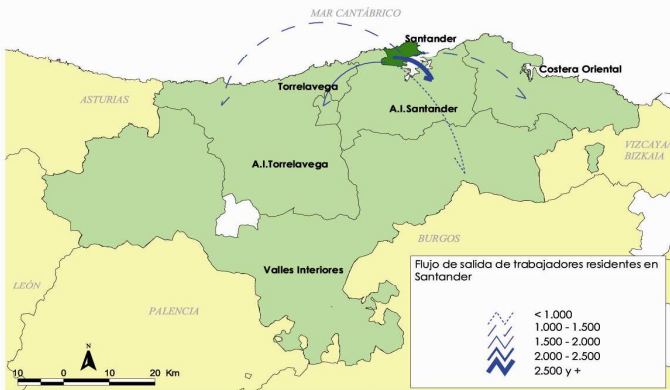 MAR CANTÁBRICO
Santander
Costera Oriental
Torrelavega
ASTURIAS
A.I.Santander
VIZCAYA/
BIZKAIA
A.I.Torrelavega
BURGOS
Valles Interiores
LEÓN
PALENCIA
Flujo de salida de trabajadores residentes en
Santander
< 1.000
1.000 - 1.500
1.500 - 2.000
2.000 - 2.500
2.500 y +
N
10 0 10 20 Km